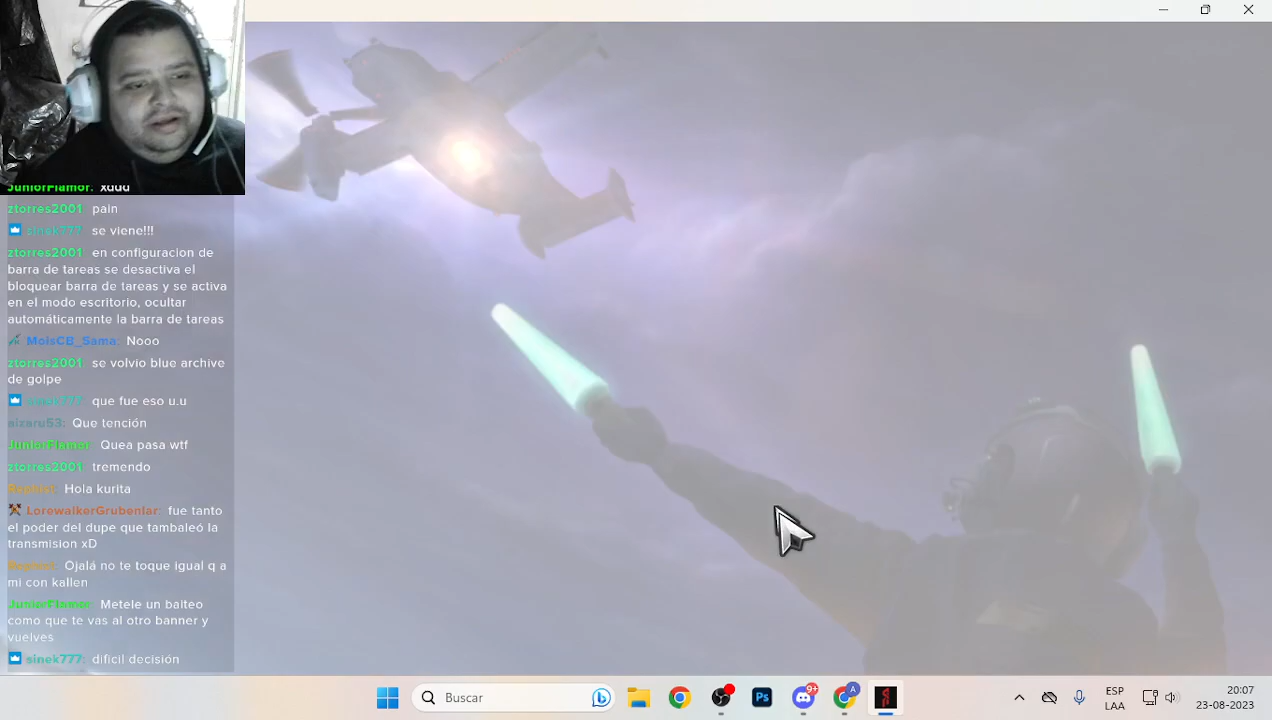 JuniorFlamor: xddd
ztorres2001: pain
sinek777: se viene!!!
ztorres2001: en configuracion de
barra de tareas se desactiva el
bloquear barra de tareas y se activa
en el modo escritorio, ocultar
automáticamente la barra de tareas
MoisCB_Sama: Nooo
ztorres2001: se volvio blue archive
de golpe
sinek777: que fue eso u.u
aizaru53: Que tención
JuniorFlamor: Quea pasa wtf
ztorres2001: tremendo
Hola kurita
LorewalkerGrubenlar: fue tanto
el poder del dupe que tambaleó la
transmision xD
Ojalá no te toque igual q a
mi con kallen
JuniorFlamor: Metele un baiteo
como que te vas al otro banner y
vuelves
sinek777: difícil decisión
Buscar
Ps
9+
A
ESP
LAA
20:07
23-08-2023